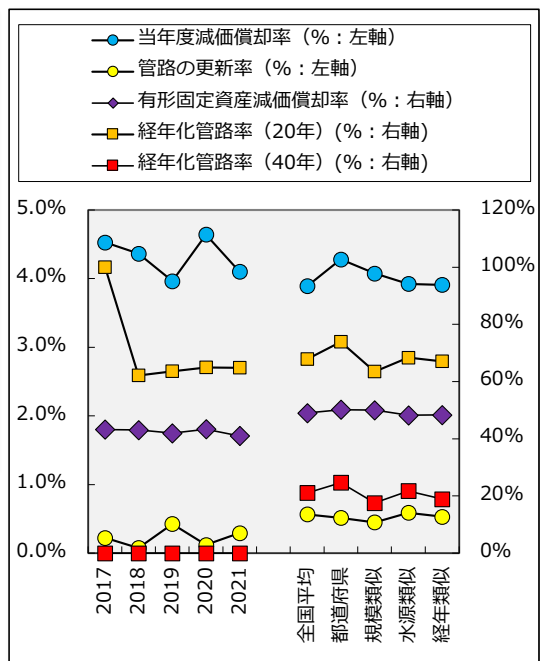 当年度減価償却率（%：左軸）
管路の更新率（%：左軸）
有形固定資産減価償却率（%：右軸）
経年化管路率（20年）(%：右軸)
経年化管路率（40年）(%：右軸)
5.0%
120%
100%
4.0%
80%
3.0%
60%
2.0%
40%
1.0%
20%
0.0%
0%
2017
2018
2019
2020
2021
全国平均
都道府県
規模類似
水源類似
経年類似